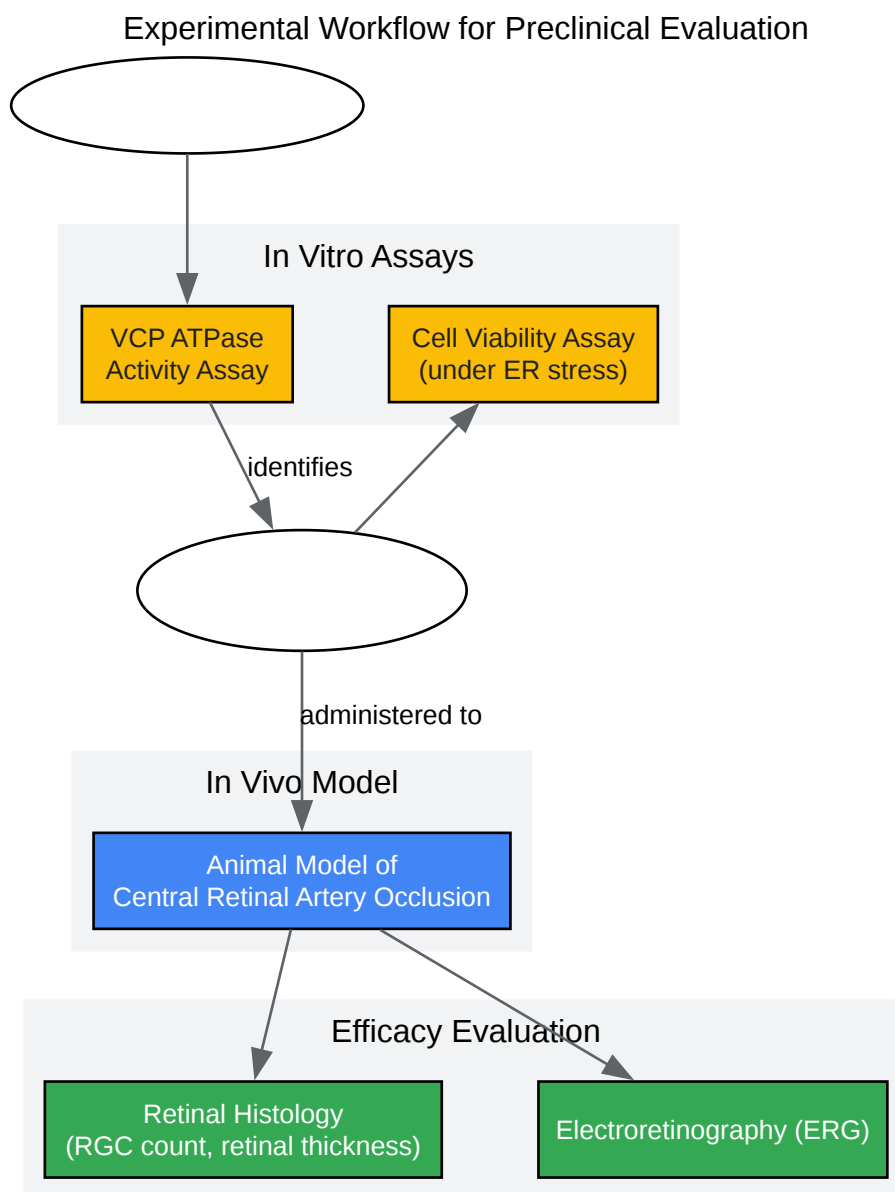 Experimental Workflow for Preclinical Evaluation
In Vitro Assays
VCP ATPase
Activity Assay
Cell Viability Assay
(under ER stress)
identifies
administered to
In Vivo Model
Animal Model of
Central Retinal Artery Occlusion
Efficacy Evaluation
Retinal Histology
(RGC count, retinal thickness)
Electroretinography (ERG)